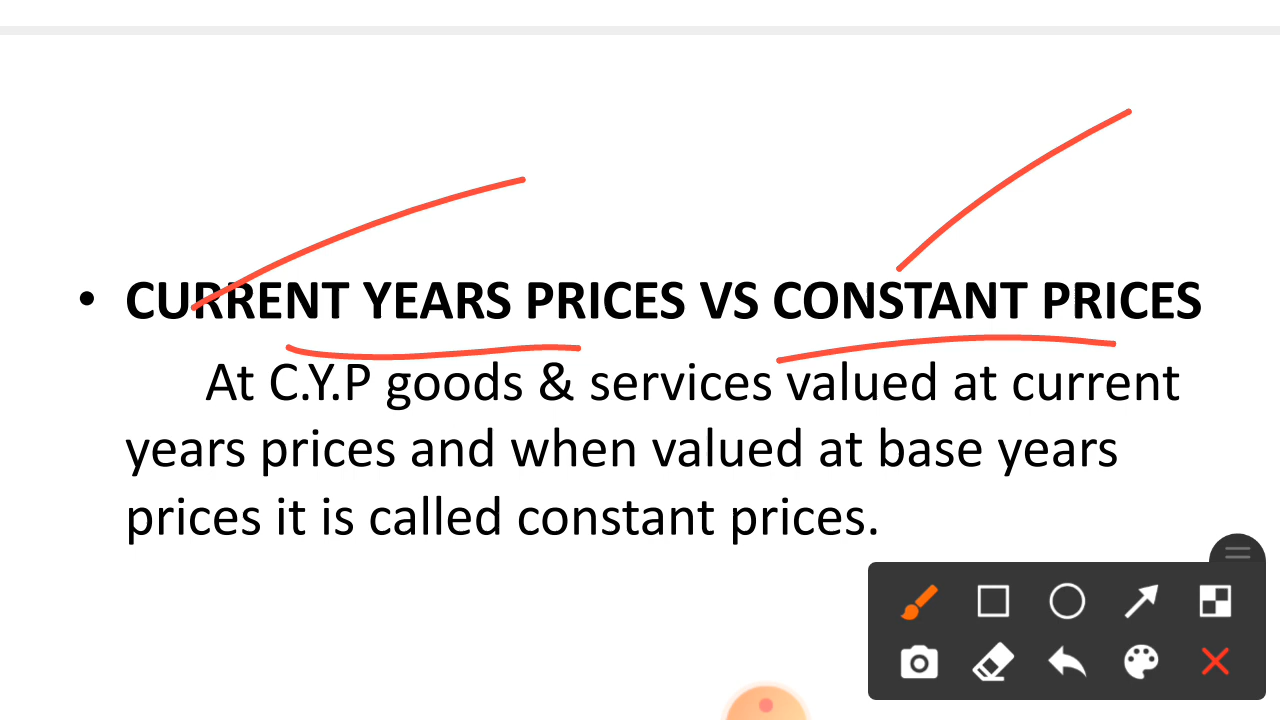 • CURRENT YEARS PRICES VS CONSTANT PRICES
At C.Y.P goods & services valued at current
years prices and when valued at base years
prices it is called constant prices.